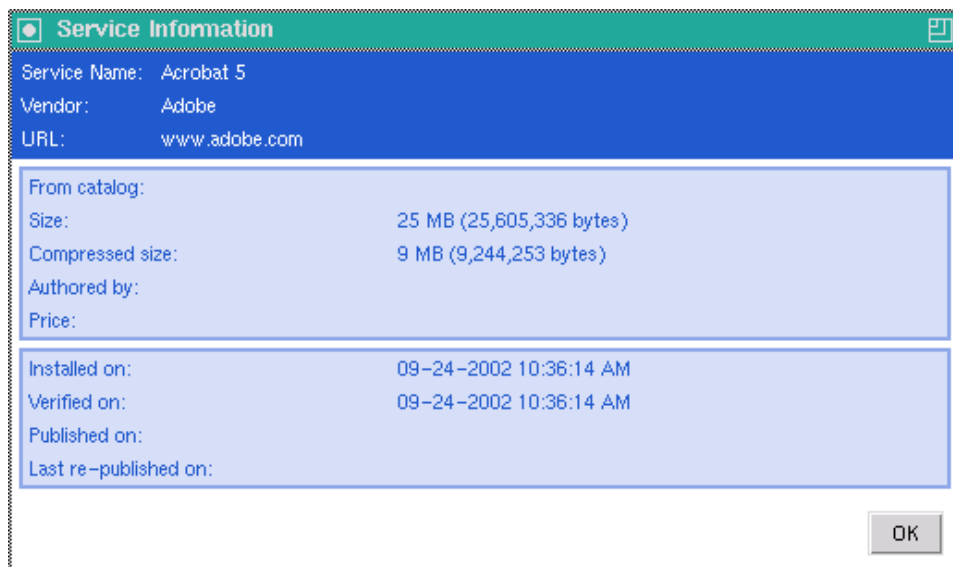 Service Information
Service Name: Acrobat 5
Vendor: Adobe
URL: www.adobe.com
From catalog:
Size: 25 MB (25,605,336 bytes)
Compressed size: 9 MB (9,244,253 bytes)
Authored by:
Price:
Installed on: 09-24-2002 10:36:14 AM
Verified on: 09-24-2002 10:36:14 AM
Published on:
Last re-published on:
OK